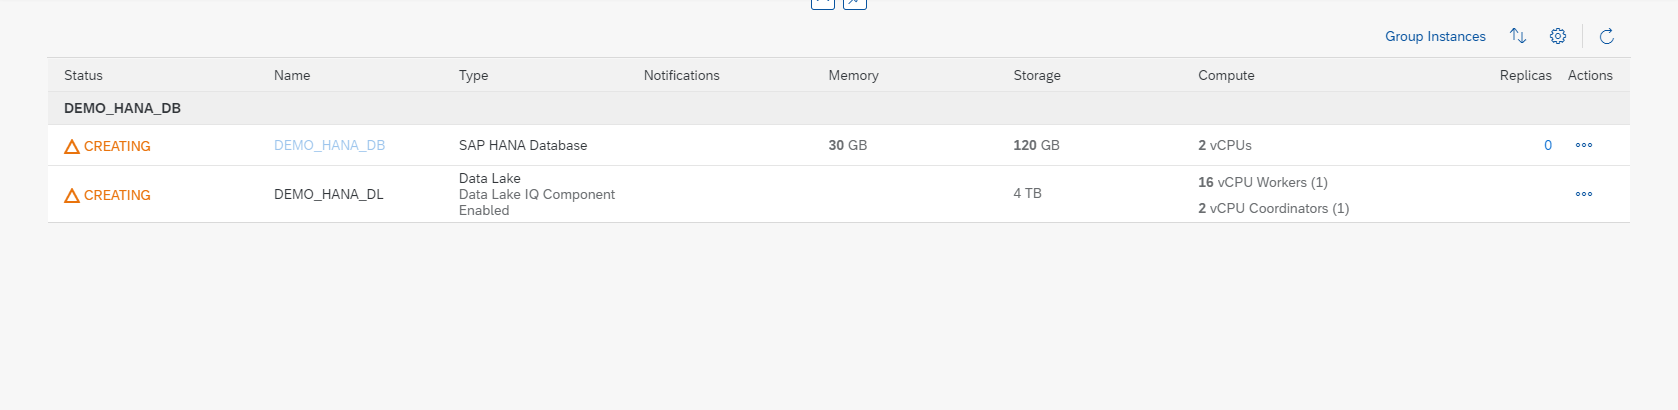 Group Instances
Status Name Type Notifications Memory Storage Compute Replicas Actions
DEMO_HANA_DB
CREATING DEMO_HANA_DB SAP HANA Database 30 GB 120 GB 2 vCPUs 0
CREATING DEMO_HANA_DL Data Lake
Data Lake IQ Component
Enabled
4 TB
16 vCPU Workers (1)
2 vCPU Coordinators (1)